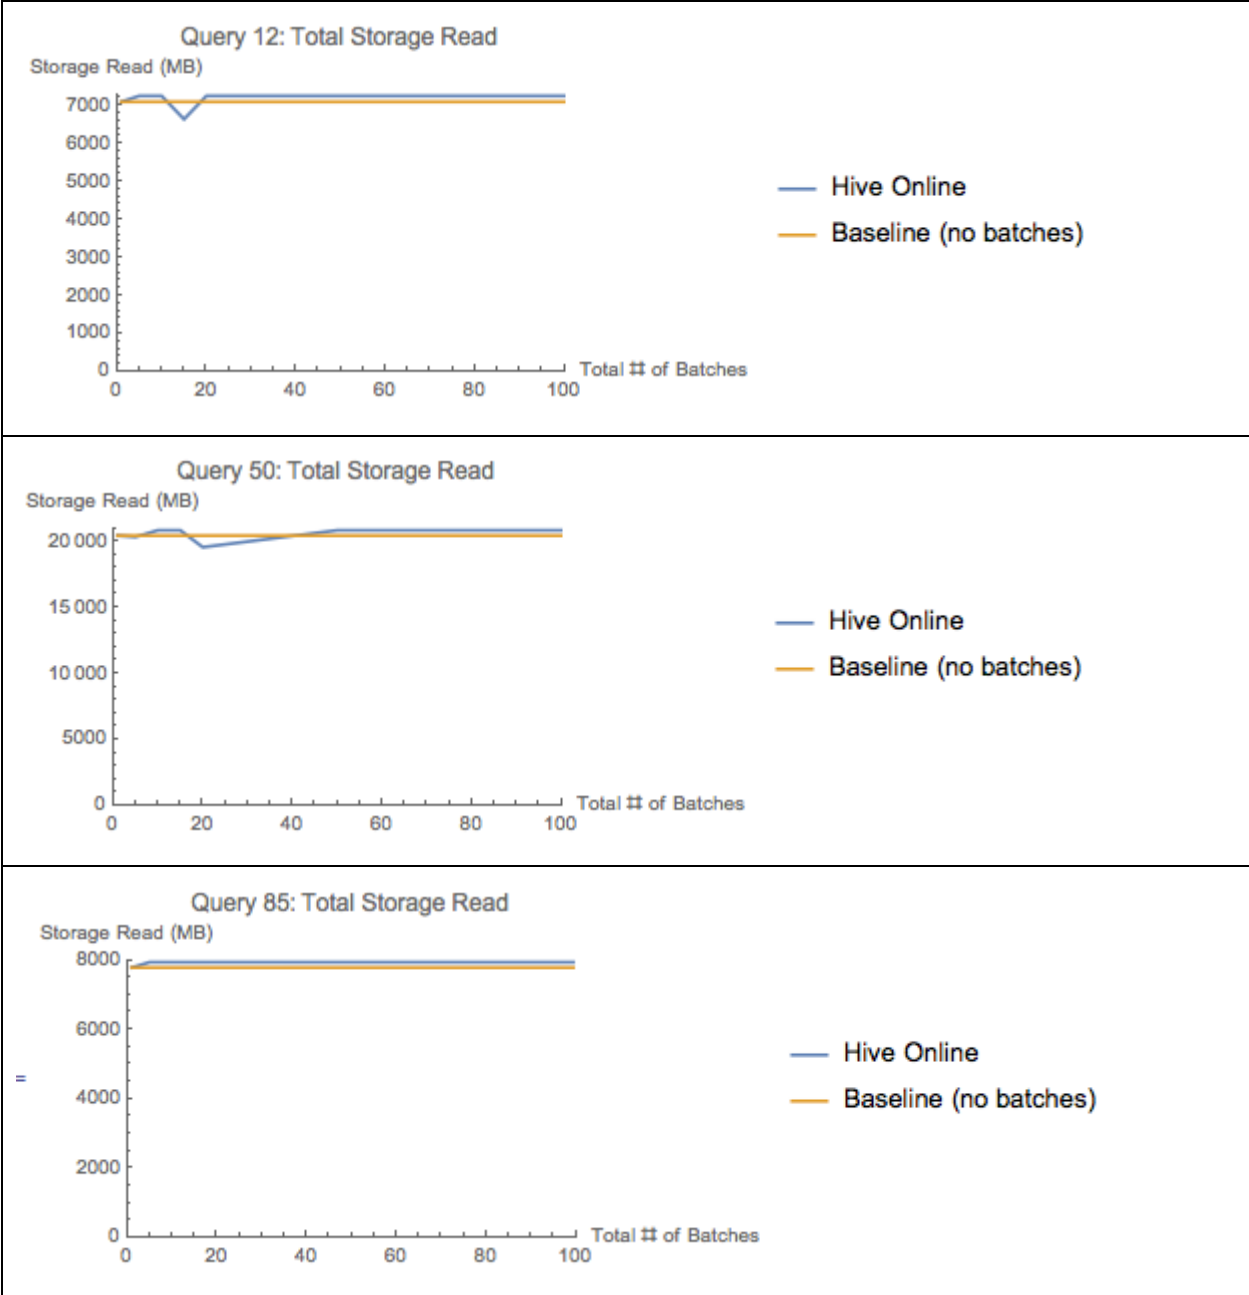 Query 12: Total Storage Read
Storage Read (MB)
7000
6000
5000
4000
3000
2000
1000
0
0 20 40 60 80 100
Total # of Batches
Hive Online
Baseline (no batches)
Query 50: Total Storage Read
Storage Read (MB)
20 000
15 000
10 000
5000
0
0 20 40 60 80 100
Total # of Batches
Hive Online
Baseline (no batches)
Query 85: Total Storage Read
Storage Read (MB)
8000
6000
4000
2000
0
0 20 40 60 80 100
Total # of Batches
Hive Online
Baseline (no batches)
=